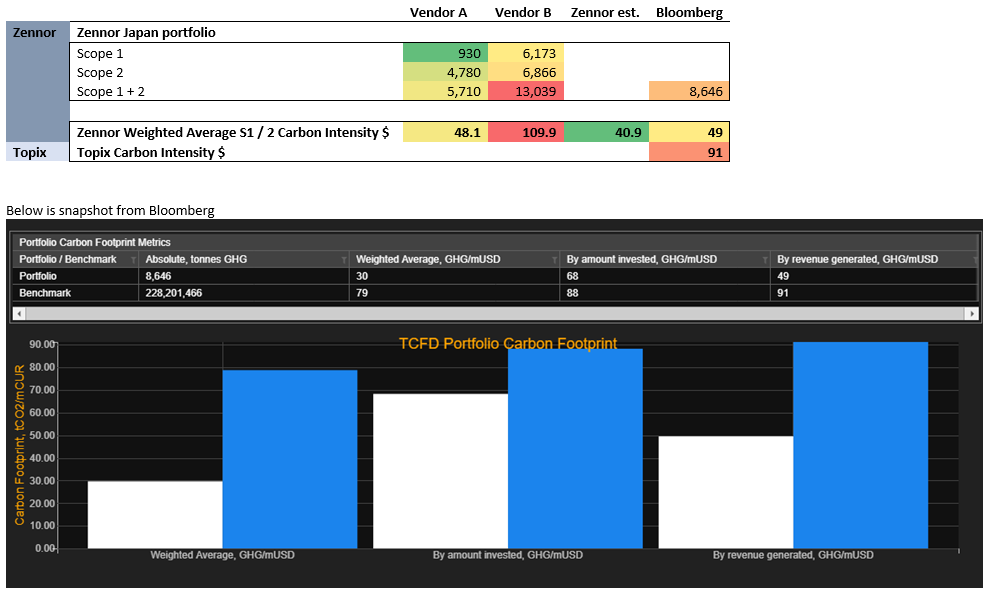 Vendor A Vendor B Zennor est. Bloomberg
Zennor Zennor Japan portfolio
Scope 1 930 6,173
Scope 2 4,780 6,866
Scope 1 + 2 5,710 13,039 8,646
Zennor Weighted Average S1 / 2 Carbon Intensity $ 48.1 109.9 40.9 49
Topix Topix Carbon Intensity $ 91
Below is snapshot from Bloomberg
Portfolio Carbon Footprint Metrics
Portfolio / Benchmark Absolute, tonnes GHG Weighted Average, GHG/mUSD By amount invested, GHG/mUSD By revenue generated, GHG/mUSD
Portfolio 8,646 30 68 49
Benchmark 228,201,466 79 88 91
TCFD Portfolio Carbon Footprint
Carbon Footprint, tCO2/mCUR
90.00
80.00
70.00
60.00
50.00
40.00
30.00
20.00
10.00
0.00
Weighted Average, GHG/mUSD By amount invested, GHG/mUSD By revenue generated, GHG/mUSD